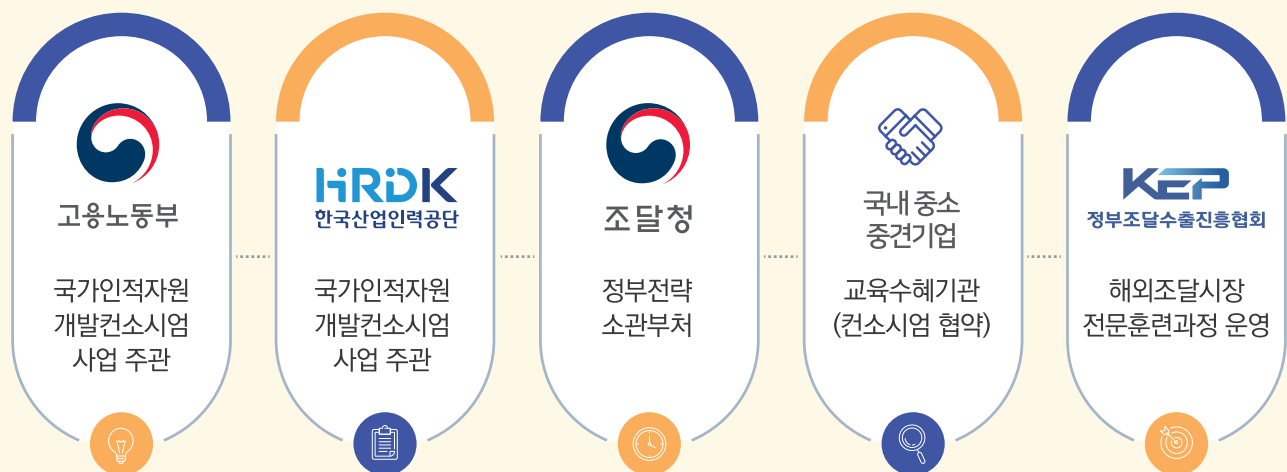 고용노동부
국가인적자원
개발컨소시엄
사업 주관
HRDK
한국산업인력공단
국가인적자원
개발컨소시엄
사업 주관
조달청
정부전략
소관부처
국내 중소
중견기업
교육수혜기관
(컨소시엄 협약)
KEP
정부조달수출진흥협회
해외조달시장
전문훈련과정 운영